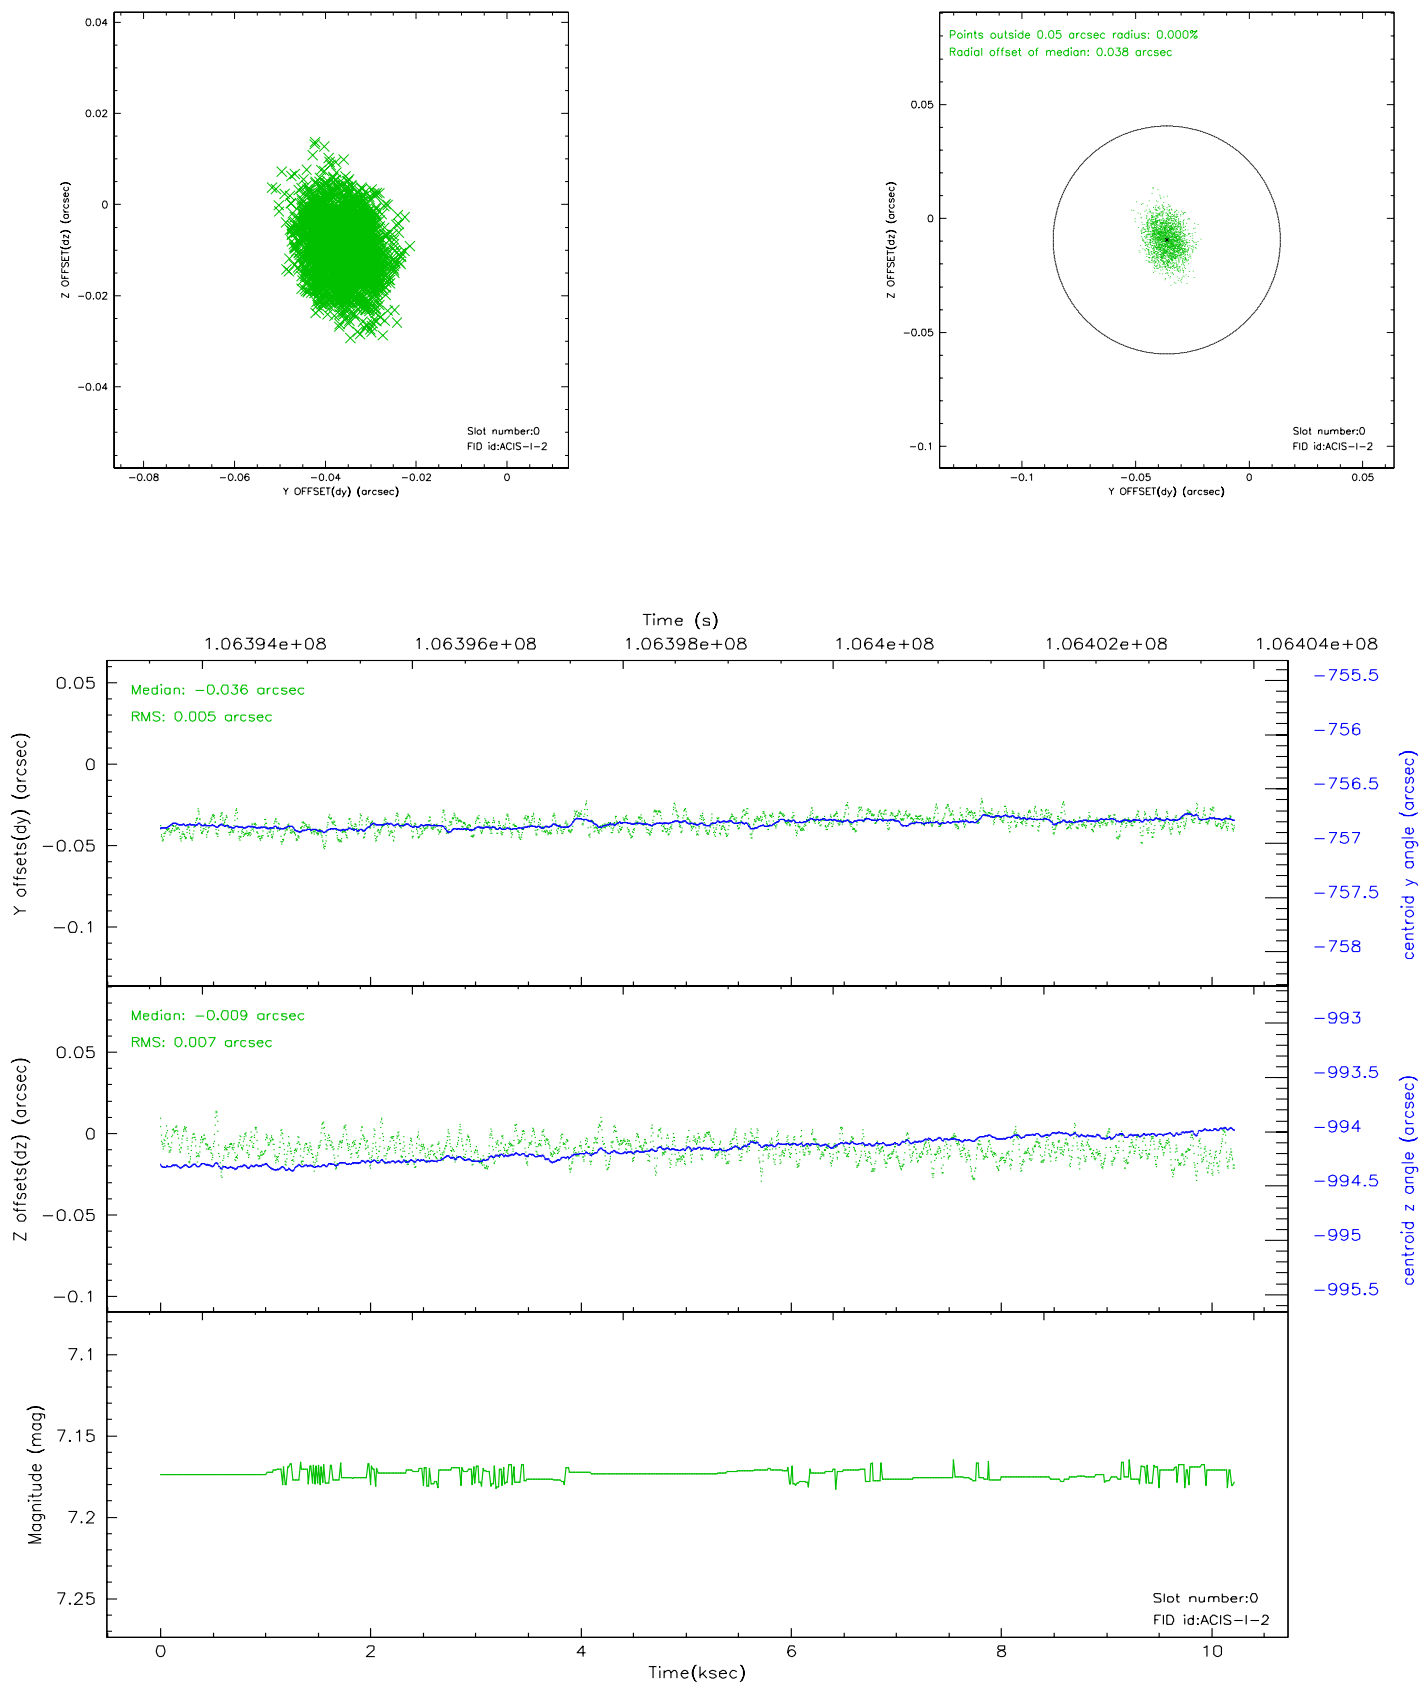 0.04
0.02
0
−0.02
−0.04
Z OFFSET(dz) (arcsec)
Slot number:0
FID id:ACIS−I−2
−0.08
−0.06
−0.04
−0.02
0
Y OFFSET(dy) (arcsec)
Points outside 0.05 arcsec radius: 0.000%
Radial offset of median: 0.038 arcsec
0.05
0
−0.05
−0.1
Z OFFSET(dz) (arcsec)
Slot number:0
FID id:ACIS−I−2
−0.1
−0.05
0
0.05
Y OFFSET(dy) (arcsec)
Time (s)
1.06394e+08
1.06396e+08
1.06398e+08
1.064e+08
1.06402e+08
1.06404e+08
Median: −0.036 arcsec
RMS: 0.005 arcsec
0.05
0
−0.05
−0.1
Y offsets(dy) (arcsec)
−755.5
−756
−756.5
−757
−757.5
−758
centroid y angle (arcsec)
Median: −0.009 arcsec
RMS: 0.007 arcsec
0.05
0
−0.05
−0.1
Z offsets(dz) (arcsec)
−993
−993.5
−994
−994.5
−995
−995.5
centroid z angle (arcsec)
7.1
7.15
7.2
7.25
Magnitude (mag)
Slot number:0
FID id:ACIS−I−2
0
2
4
6
8
10
Time(ksec)